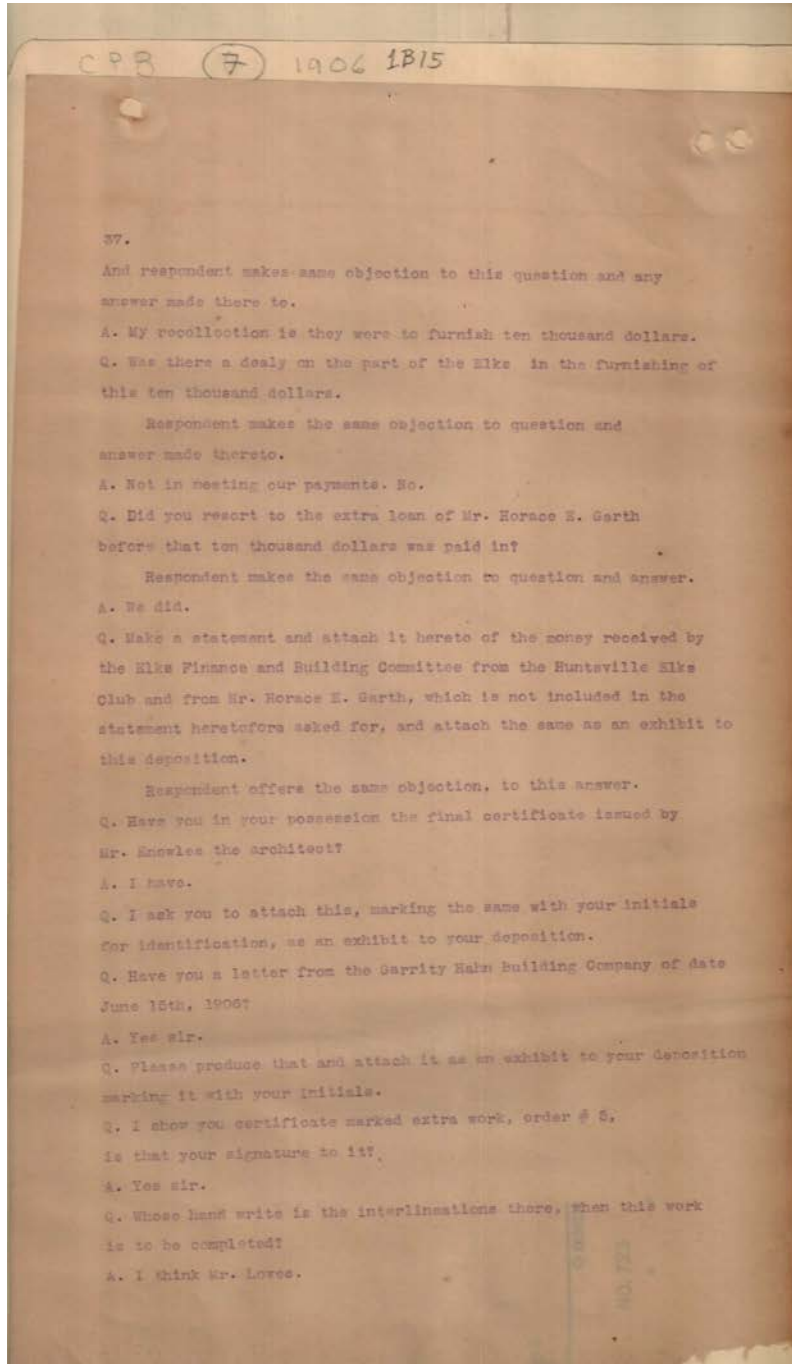 CPB 7 1906 1B15
37.
And respondent makes same objection to this question and any
answer made there to.
A. My recollection is they were to furnish ten thousand dollars.
Q. Was there a dealy on the part of the Elks in the furnishing of
this ten thousand dollars.
Respondent makes the same objection to question and
answer made thereto.
A. Not in meeting our payments. No.
Q. Did you resort to the extra loan of Mr. Horace E. Garth
before that ten thousand dollars was paid in?
Respondent makes the same objection to question and answer.
A. We did.
Q. Make a statement and attach it hereto of the money received by
the Elks Finance and Building Committee from the Huntsville Elks
Club and from Mr. Horace E. Garth, which is not included in the
statement heretofore asked for, and attach the same as an exhibit to
this deposition.
Respondent offers the same objection, to this answer.
Q. Have you in your possession the final certificate issued by
Mr. Knowles the architect?
A. I have.
Q. I ask you to attach this, marking the same with your initials
for identification, as an exhibit to your deposition.
Q. Have you a letter from the Garrity Hahn Building Company of date
June 15th, 1906?
A. Yes sir.
Q. Please produce that and attach it as an exhibit to your deposition
marking it with your initials.
Q. I show you certificate marked extra work, order # 5,
is that your signature to it?
A. Yes sir.
Q. Whose hand write is the interlineations there, when this work
is to be completed?
A. I think Mr. Loves.
NO. 723